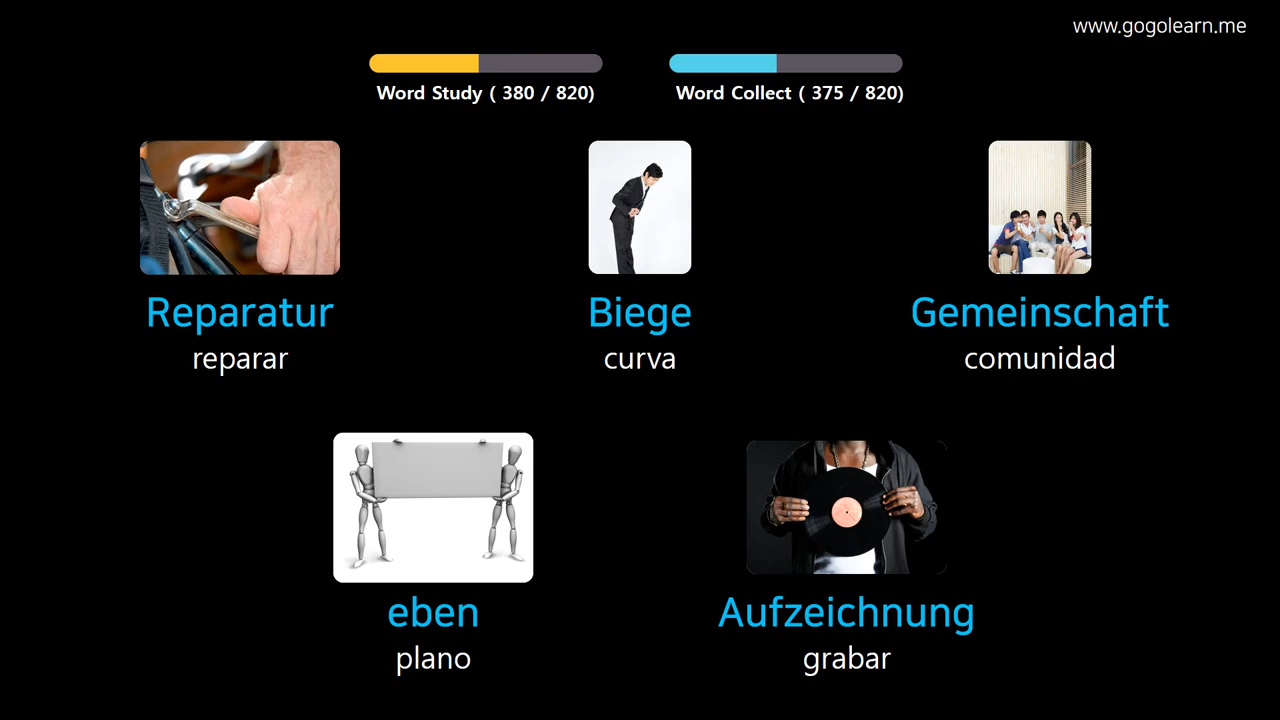 www.gogolearn.me
Word Study ( 380 / 820)
Word Collect ( 375 / 820)
Reparatur
reparar
Biege
curva
Gemeinschaft
comunidad
eben
plano
Aufzeichnung
grabar